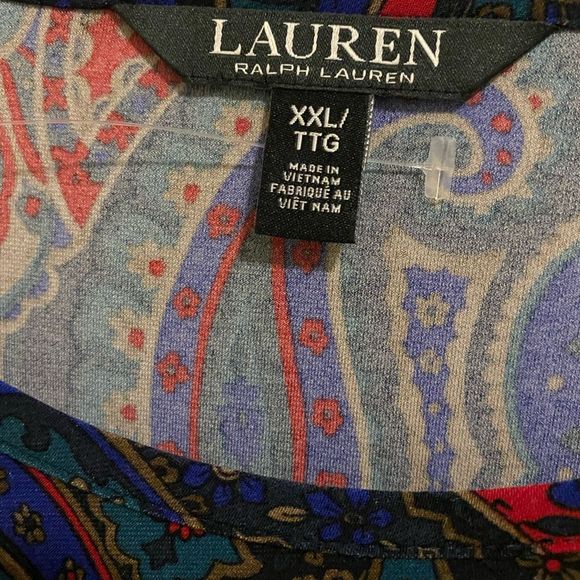 LAUREN
RALPH LAUREN
XXL/
TTG
MADE IN
VIETNAM
FABRIQUÉ AU
VIÊT NAM